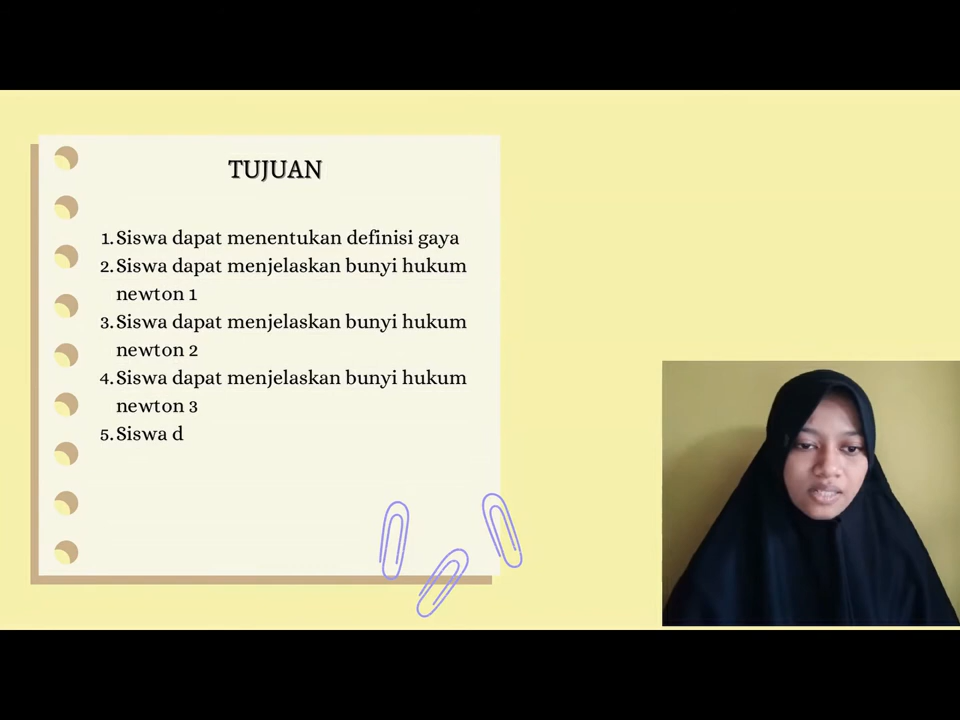 TUJUAN
1. Siswa dapat menentukan definisi gaya
2. Siswa dapat menjelaskan bunyi hukum
newton 1
3. Siswa dapat menjelaskan bunyi hukum
newton 2
4. Siswa dapat menjelaskan bunyi hukum
newton 3
5. Siswa d